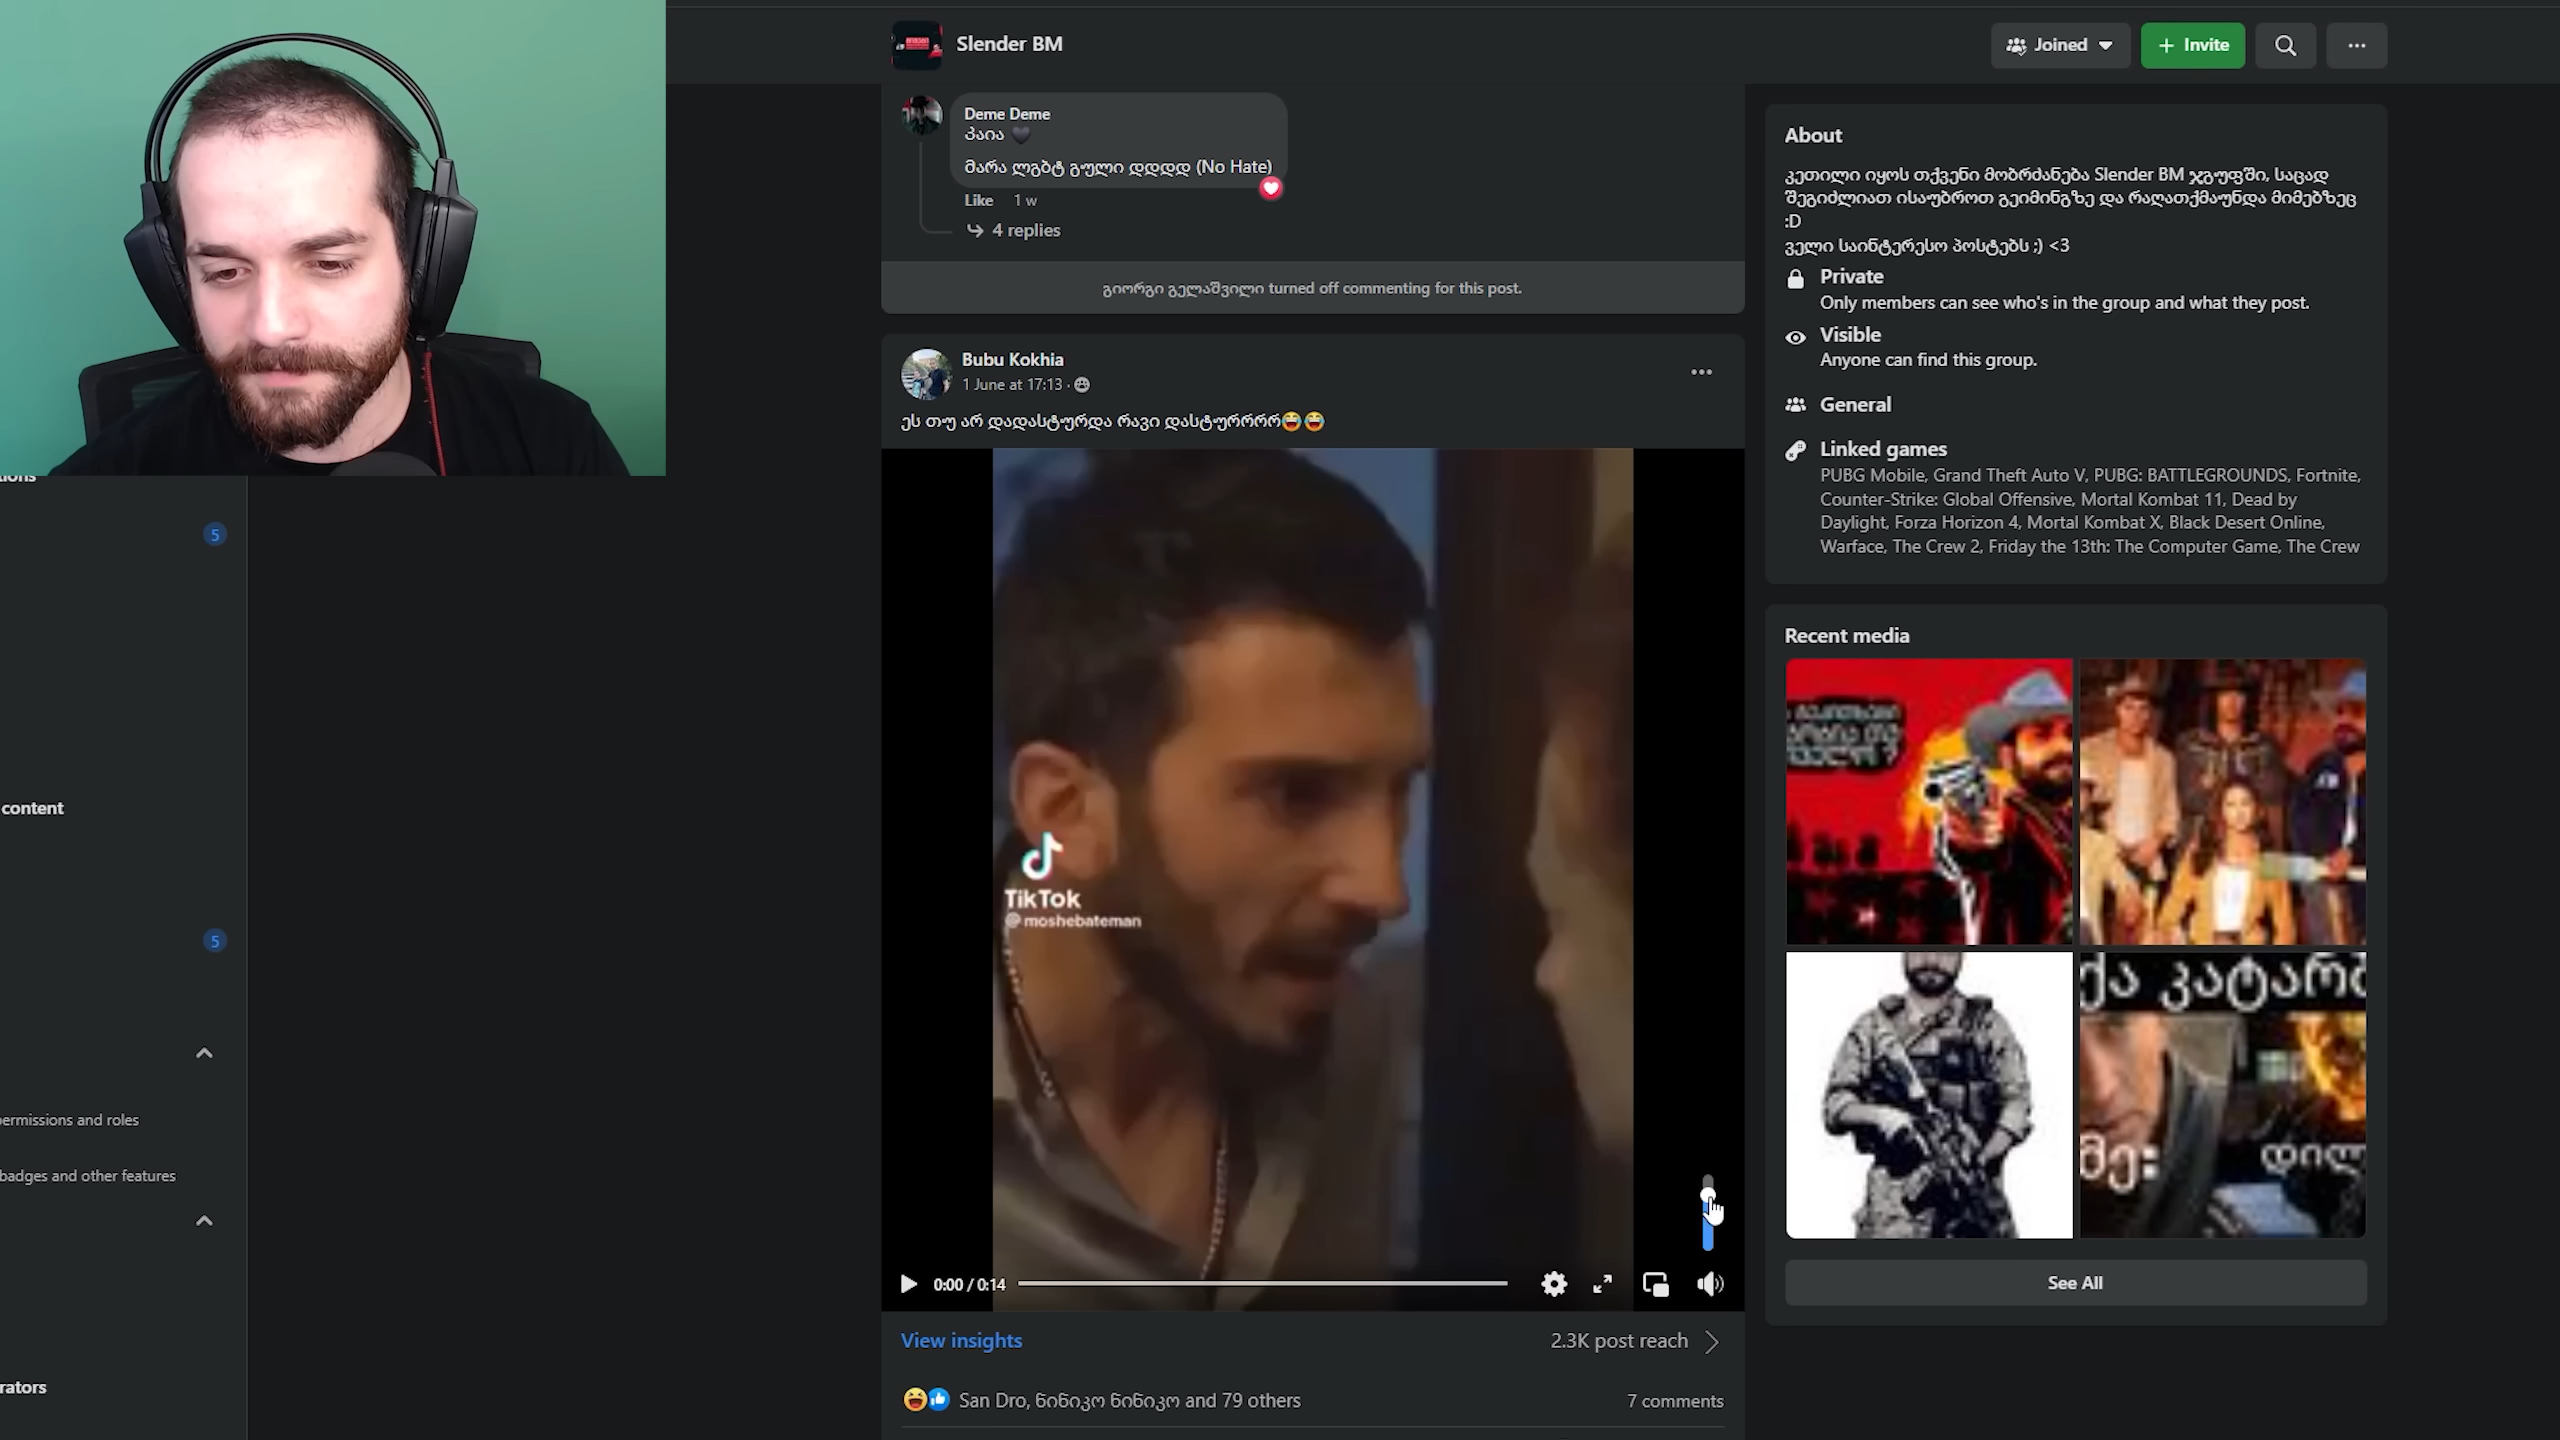 Slender BM
Joined
+ Invite
Deme Deme
პაია 🖤
მარა ლგბტ გული დდდდ (No Hate)
Like 1 w
4 replies
გიორგი გელაშვილი turned off commenting for this post.
Bubu Kokhia
1 June at 17:13 ·
ეს თუ არ დადასტურდა რავი დასტურრრრ😂😂
TikTok
@moshebateman
0:00 / 0:14
View insights
2.3K post reach
San Dro, ნინიკო ნინიკო and 79 others
7 comments
About
კეთილი იყოს თქვენი მობრძანება Slender BM ჯგუფში, საცად
შეგიძლიათ ისაუბროთ გეიმინგზე და რაღათქმაუნდა მიმებზეც
:D
ველი საინტერესო პოსტებს ;) <3
Private
Only members can see who's in the group and what they post.
Visible
Anyone can find this group.
General
Linked games
PUBG Mobile, Grand Theft Auto V, PUBG: BATTLEGROUNDS, Fortnite,
Counter-Strike: Global Offensive, Mortal Kombat 11, Dead by
Daylight, Forza Horizon 4, Mortal Kombat X, Black Desert Online,
Warface, The Crew 2, Friday the 13th: The Computer Game, The Crew
Recent media
ქა კატარ
მე: დილ
See All
5
content
5
ermissions and roles
badges and other features
rators